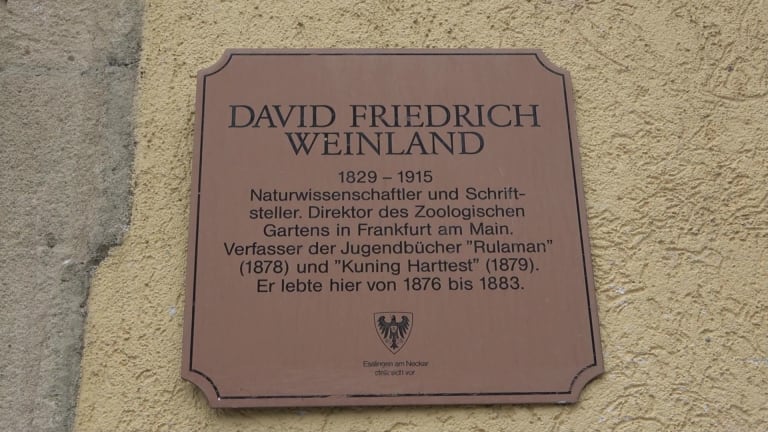 DAVID FRIEDRICH
WEINLAND
1829 – 1915
Naturwissenschaftler und Schrift-
steller. Direktor des Zoologischen
Gartens in Frankfurt am Main.
Verfasser der Jugendbücher "Rulaman"
(1878) und "Kuning Harttest" (1879).
Er lebte hier von 1876 bis 1883.
Esslingen am Neckar